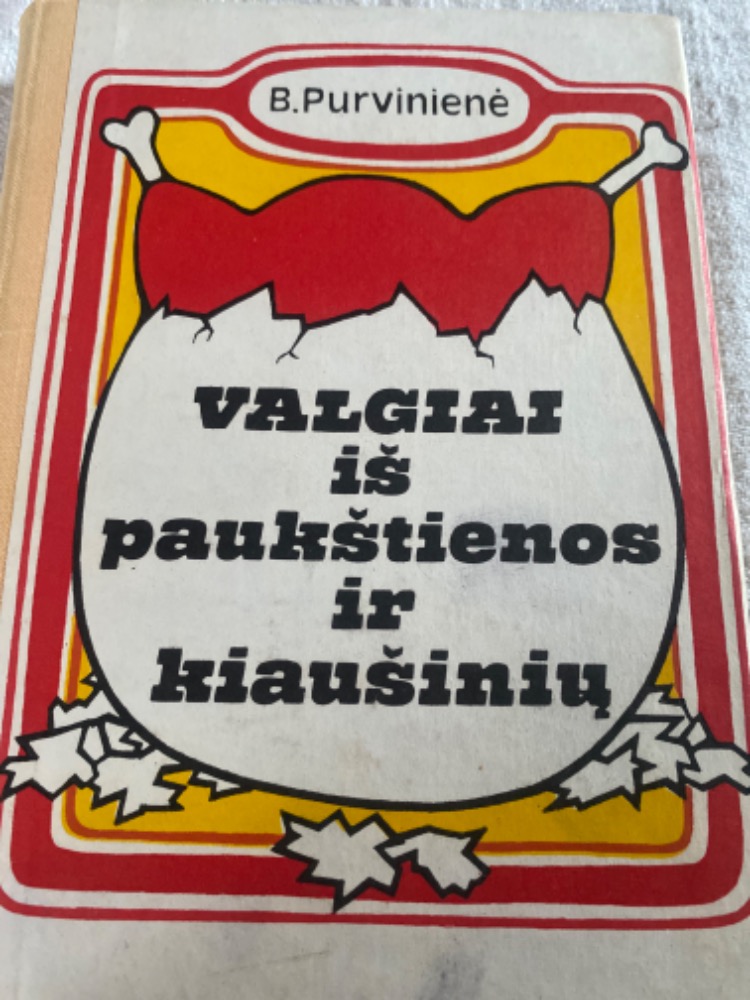 B.Purvinienė
VALGIAI
iš
paukštienos
ir
kiaušinių